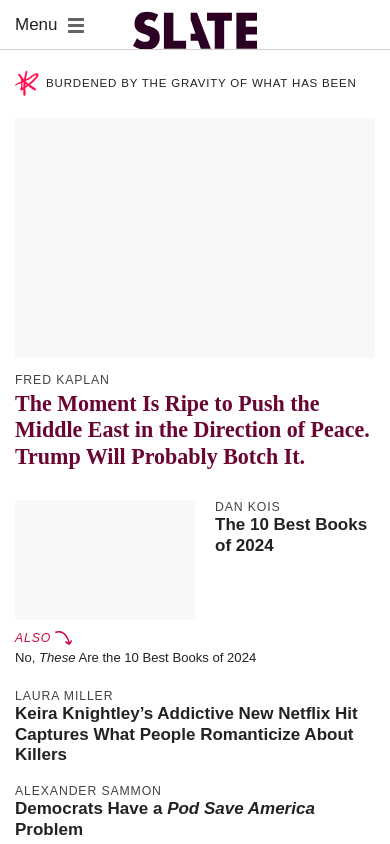 Menu
SLATE
BURDENED BY THE GRAVITY OF WHAT HAS BEEN
FRED KAPLAN
The Moment Is Ripe to Push the
Middle East in the Direction of Peace.
Trump Will Probably Botch It.
DAN KOIS
The 10 Best Books
of 2024
ALSO
No, These Are the 10 Best Books of 2024
LAURA MILLER
Keira Knightley’s Addictive New Netflix Hit
Captures What People Romanticize About
Killers
ALEXANDER SAMMON
Democrats Have a Pod Save America
Problem